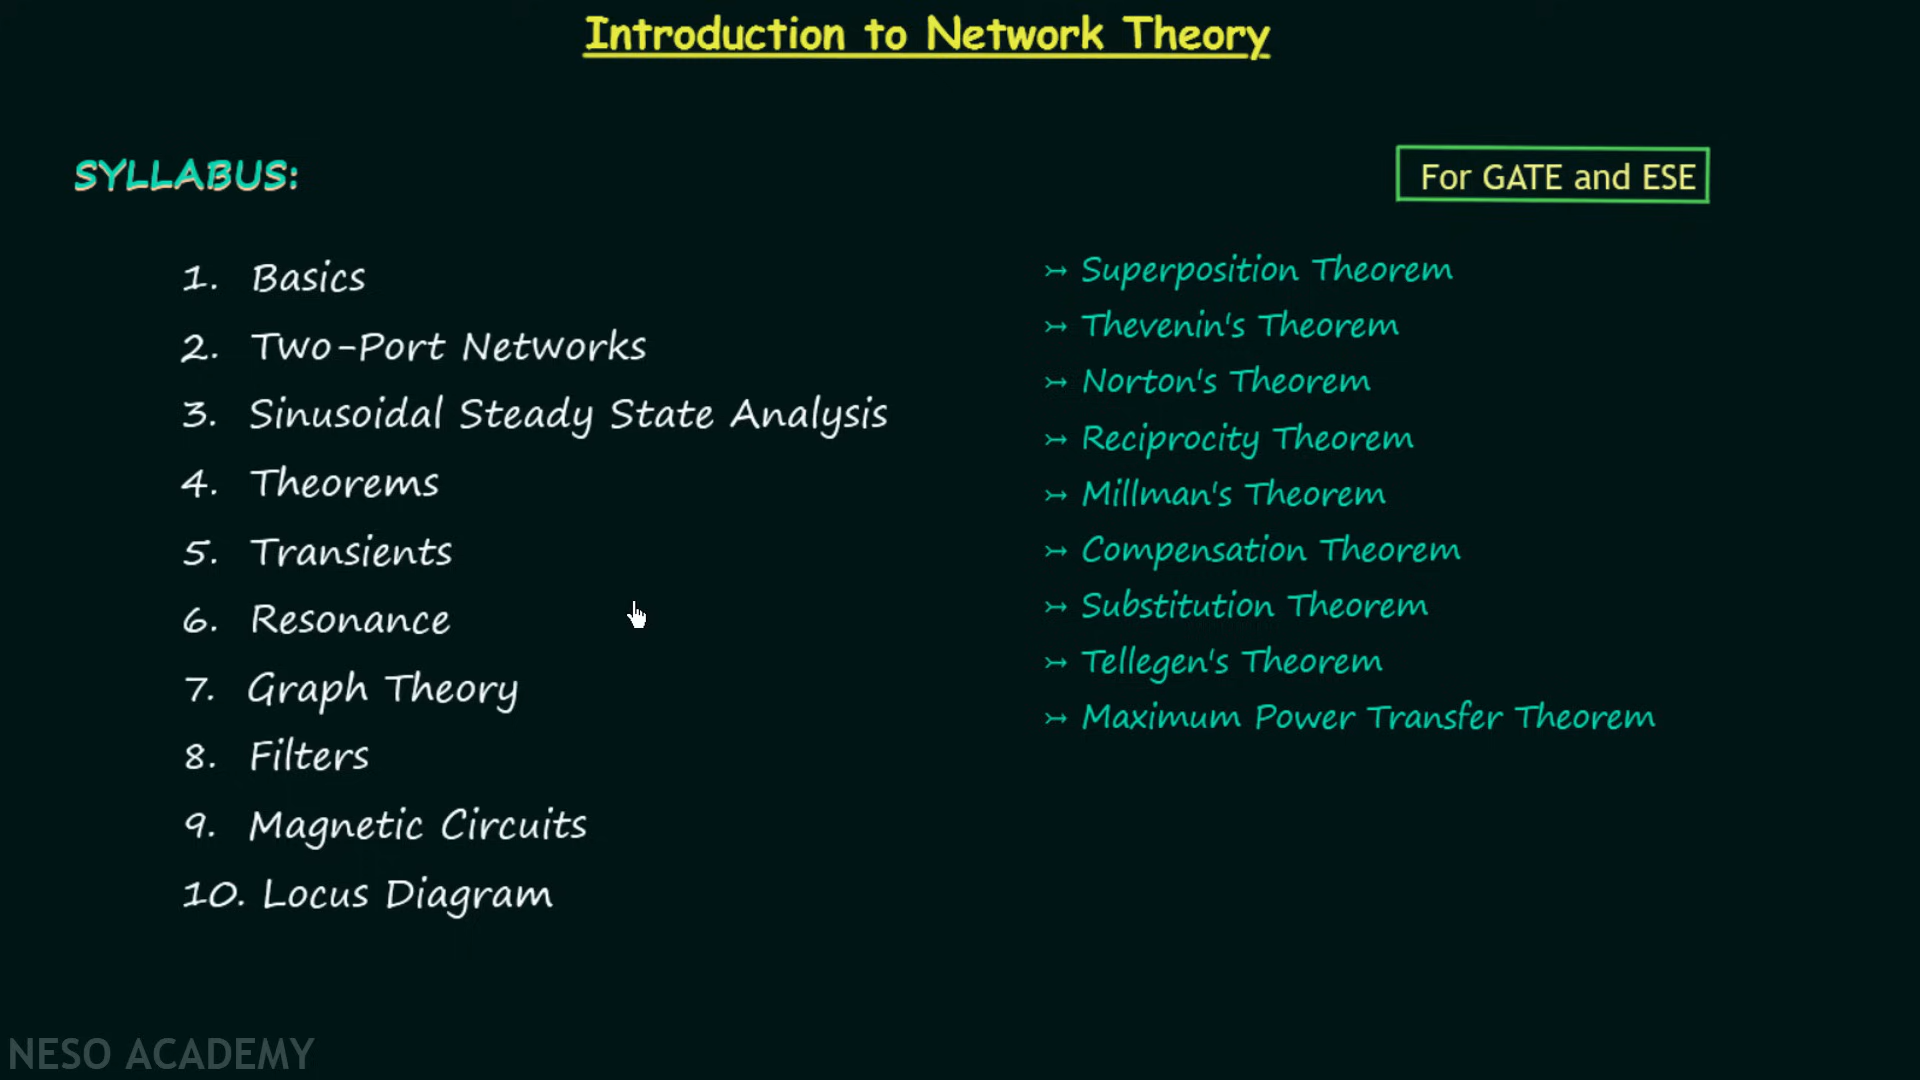 Introduction to Network Theory
SYLLABUS:
For GATE and ESE
1. Basics
2. Two-Port Networks
3. Sinusoidal Steady State Analysis
4. Theorems
5. Transients
6. Resonance
7. Graph Theory
8. Filters
9. Magnetic Circuits
10. Locus Diagram
↣ Superposition Theorem
↣ Thevenin's Theorem
↣ Norton's Theorem
↣ Reciprocity Theorem
↣ Millman's Theorem
↣ Compensation Theorem
↣ Substitution Theorem
↣ Tellegen's Theorem
↣ Maximum Power Transfer Theorem
NESO ACADEMY